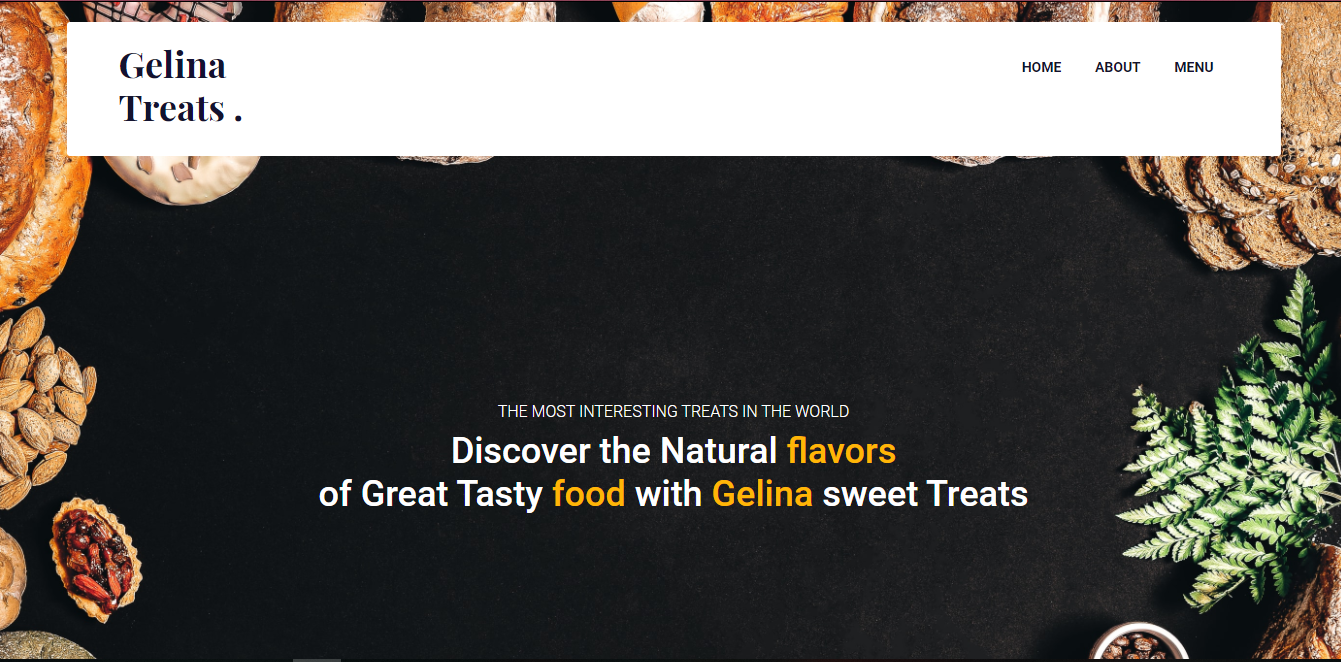 Gelina
Treats .
HOME ABOUT MENU
THE MOST INTERESTING TREATS IN THE WORLD
Discover the Natural flavors
of Great Tasty food with Gelina sweet Treats